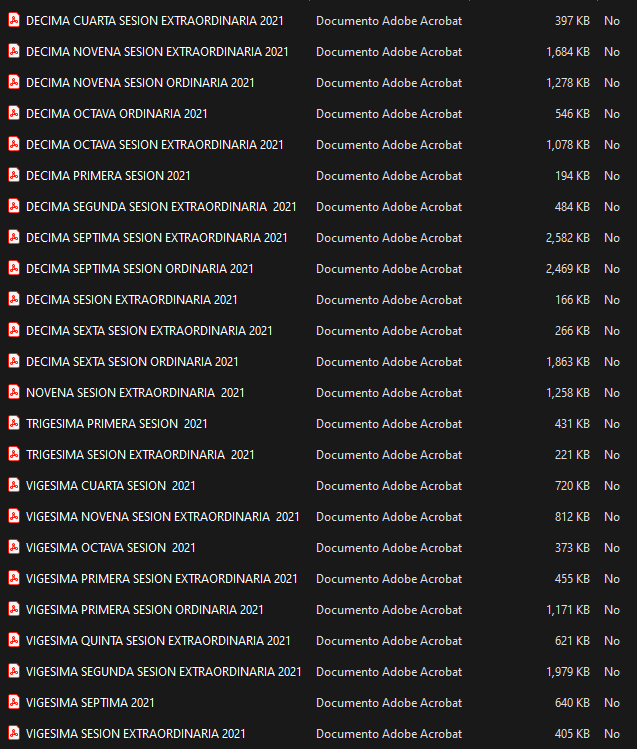 DECIMA CUARTA SESION EXTRAORDINARIA 2021 Documento Adobe Acrobat 397 KB No
DECIMA NOVENA SESION EXTRAORDINARIA 2021 Documento Adobe Acrobat 1,684 KB No
DECIMA NOVENA SESION ORDINARIA 2021 Documento Adobe Acrobat 1,278 KB No
DECIMA OCTAVA ORDINARIA 2021 Documento Adobe Acrobat 546 KB No
DECIMA OCTAVA SESION EXTRAORDINARIA 2021 Documento Adobe Acrobat 1,078 KB No
DECIMA PRIMERA SESION 2021 Documento Adobe Acrobat 194 KB No
DECIMA SEGUNDA SESION EXTRAORDINARIA  2021 Documento Adobe Acrobat 484 KB No
DECIMA SEPTIMA SESION EXTRAORDINARIA 2021 Documento Adobe Acrobat 2,582 KB No
DECIMA SEPTIMA SESION ORDINARIA 2021 Documento Adobe Acrobat 2,469 KB No
DECIMA SESION EXTRAORDINARIA 2021 Documento Adobe Acrobat 166 KB No
DECIMA SEXTA SESION EXTRAORDINARIA 2021 Documento Adobe Acrobat 266 KB No
DECIMA SEXTA SESION ORDINARIA 2021 Documento Adobe Acrobat 1,863 KB No
NOVENA SESION EXTRAORDINARIA  2021 Documento Adobe Acrobat 1,258 KB No
TRIGESIMA PRIMERA SESION  2021 Documento Adobe Acrobat 431 KB No
TRIGESIMA SESION EXTRAORDINARIA  2021 Documento Adobe Acrobat 221 KB No
VIGESIMA CUARTA SESION  2021 Documento Adobe Acrobat 720 KB No
VIGESIMA NOVENA SESION EXTRAORDINARIA  2021 Documento Adobe Acrobat 812 KB No
VIGESIMA OCTAVA SESION  2021 Documento Adobe Acrobat 373 KB No
VIGESIMA PRIMERA SESION EXTRAORDINARIA 2021 Documento Adobe Acrobat 455 KB No
VIGESIMA PRIMERA SESION ORDINARIA 2021 Documento Adobe Acrobat 1,171 KB No
VIGESIMA QUINTA SESION EXTRAORDINARIA 2021 Documento Adobe Acrobat 621 KB No
VIGESIMA SEGUNDA SESION EXTRAORDINARIA 2021 Documento Adobe Acrobat 1,979 KB No
VIGESIMA SEPTIMA 2021 Documento Adobe Acrobat 640 KB No
VIGESIMA SESION EXTRAORDINARIA 2021 Documento Adobe Acrobat 405 KB No